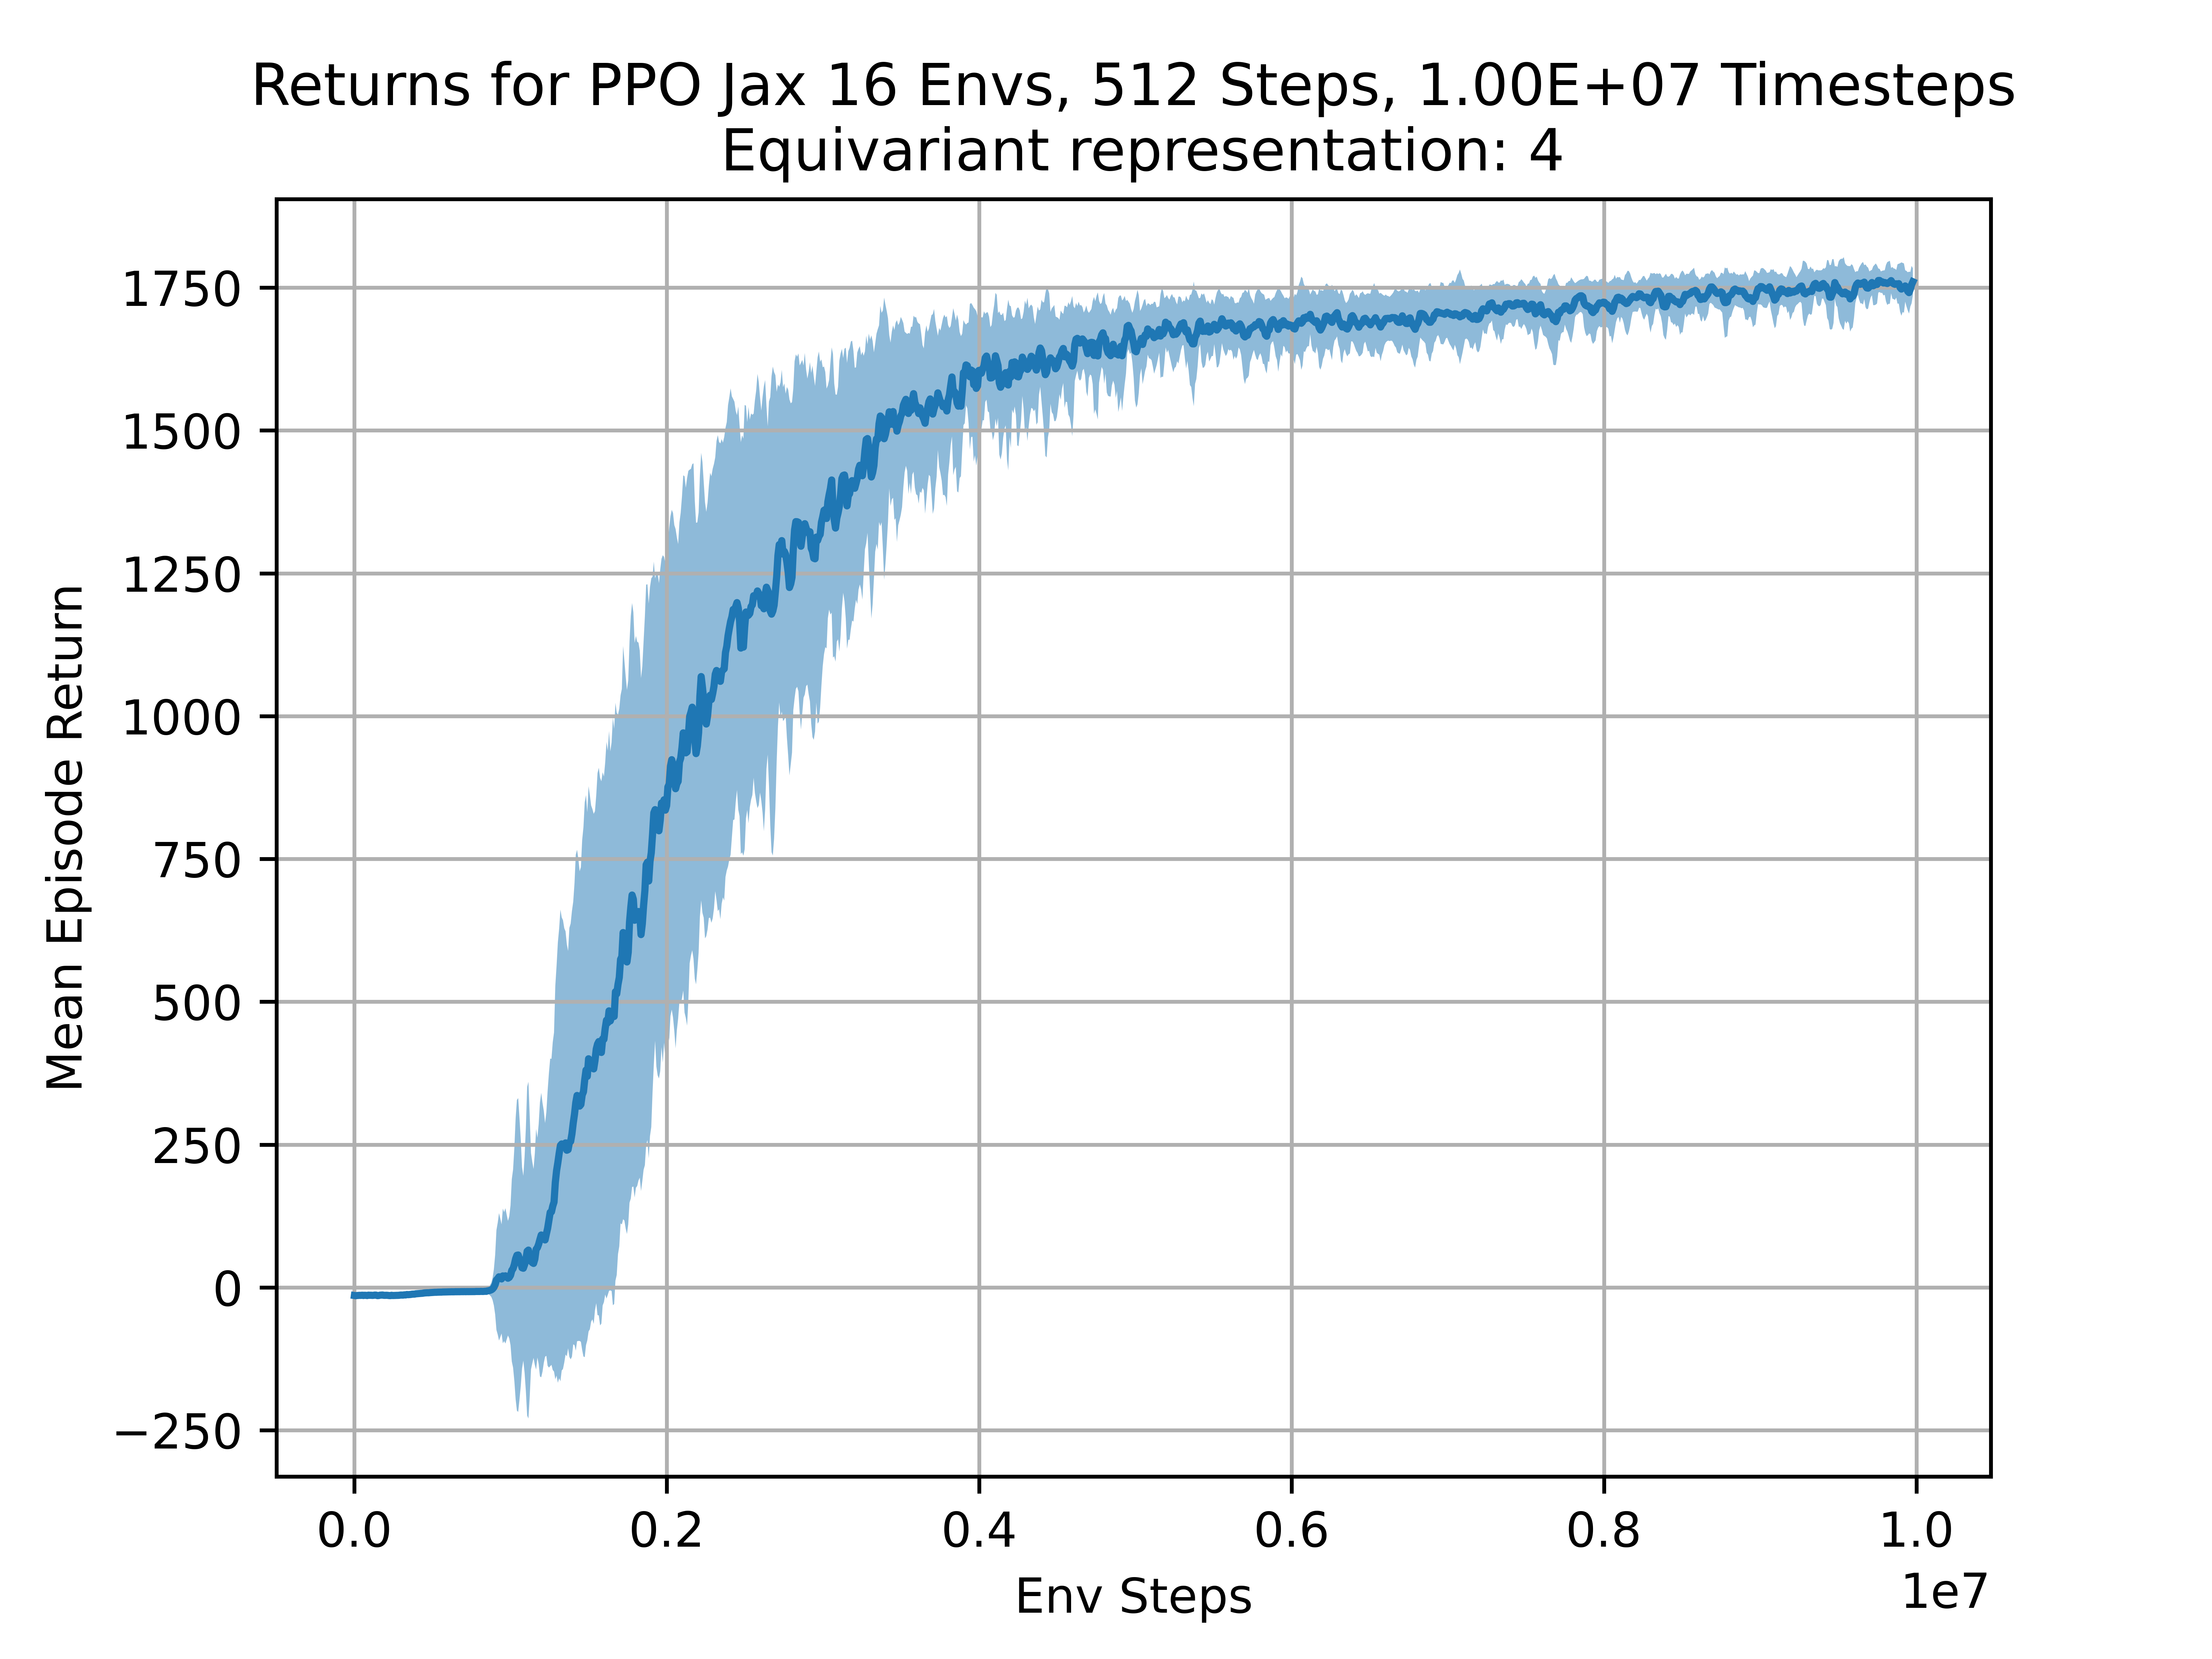 Returns for PPO Jax 16 Envs, 512 Steps, 1.00E+07 Timesteps
Equivariant representation: 4
Mean Episode Return
1750
1500
1250
1000
750
500
250
0
−250
0.0 0.2 0.4 0.6 0.8 1.0
1e7
Env Steps